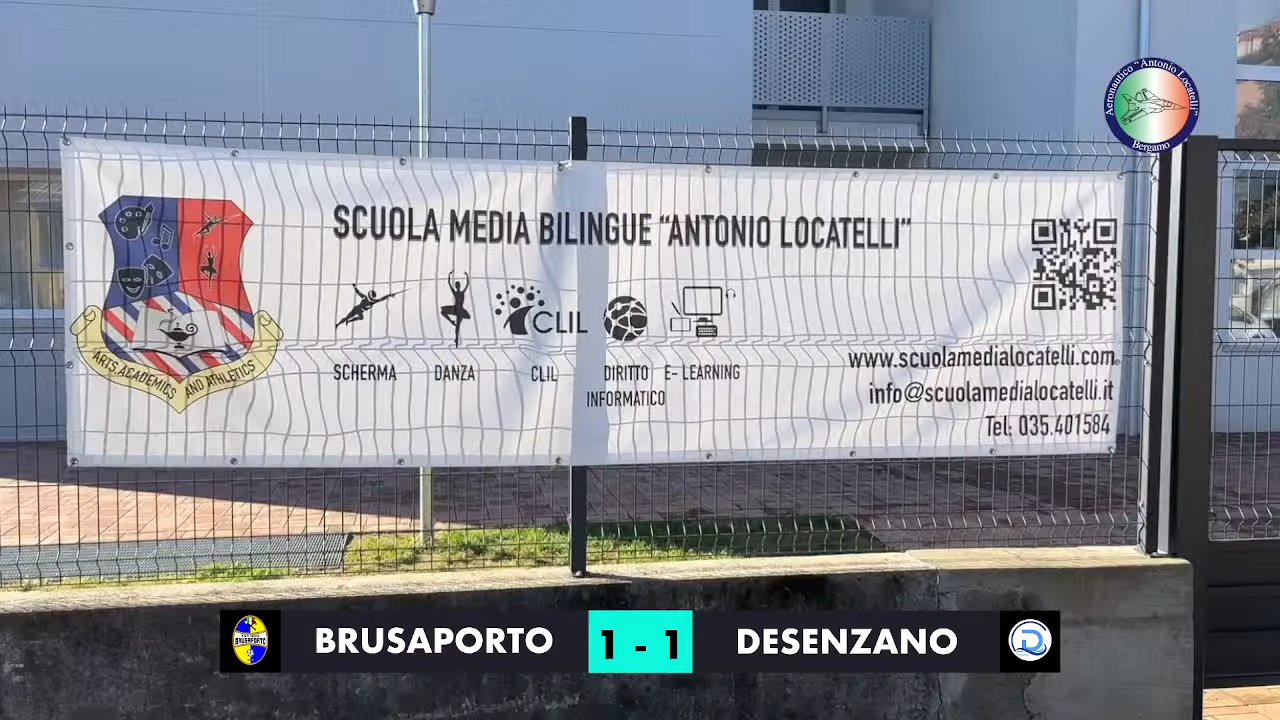 Aeronautico "Antonio Locatelli"
Bergamo
SCUOLA MEDIA BILINGUE “ANTONIO LOCATELLI”
CLIL
SCHERMA
DANZA
CLIL
DIRITTO
INFORMATICO
E- LEARNING
www.scuolamedialocatelli.com
info@scuolamedialocatelli.it
Tel: 035.401584
ARTS, ACADEMICS AND ATHLETICS
BRUSAPORTO
BRUSAPORTO
1 - 1
DESENZANO